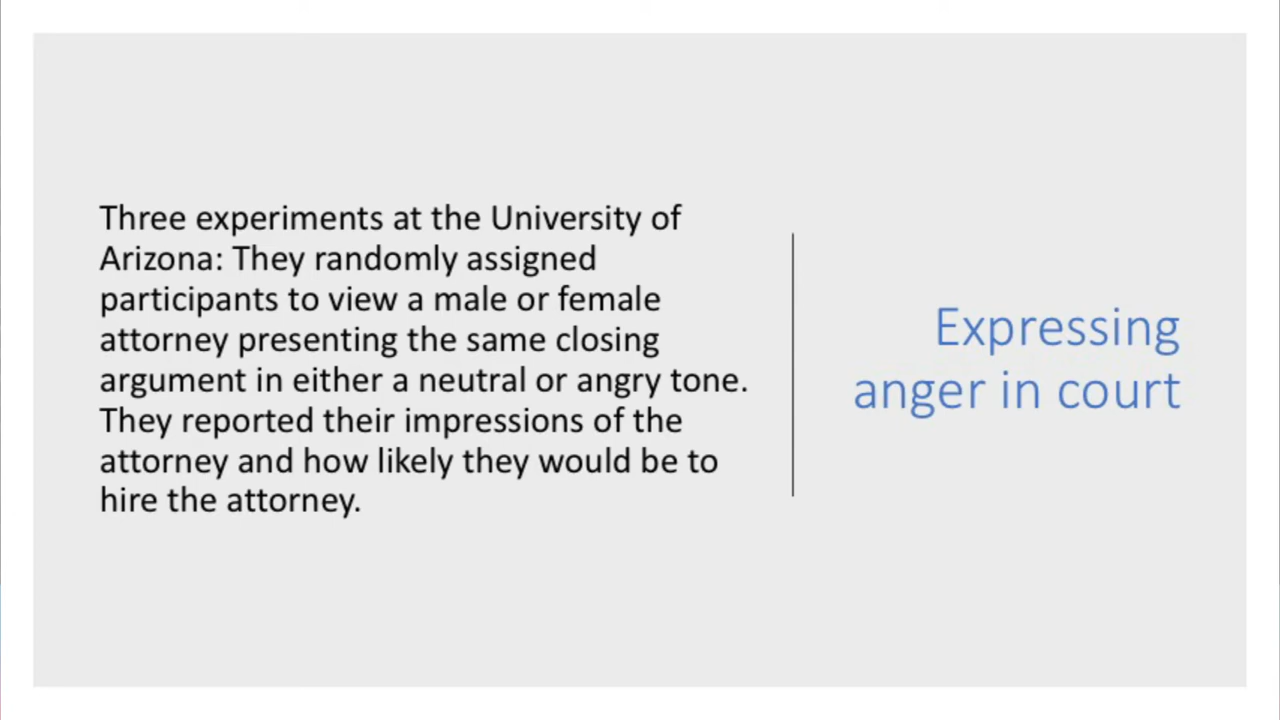 Three experiments at the University of
Arizona: They randomly assigned
participants to view a male or female
attorney presenting the same closing
argument in either a neutral or angry tone.
They reported their impressions of the
attorney and how likely they would be to
hire the attorney.
Expressing
anger in court